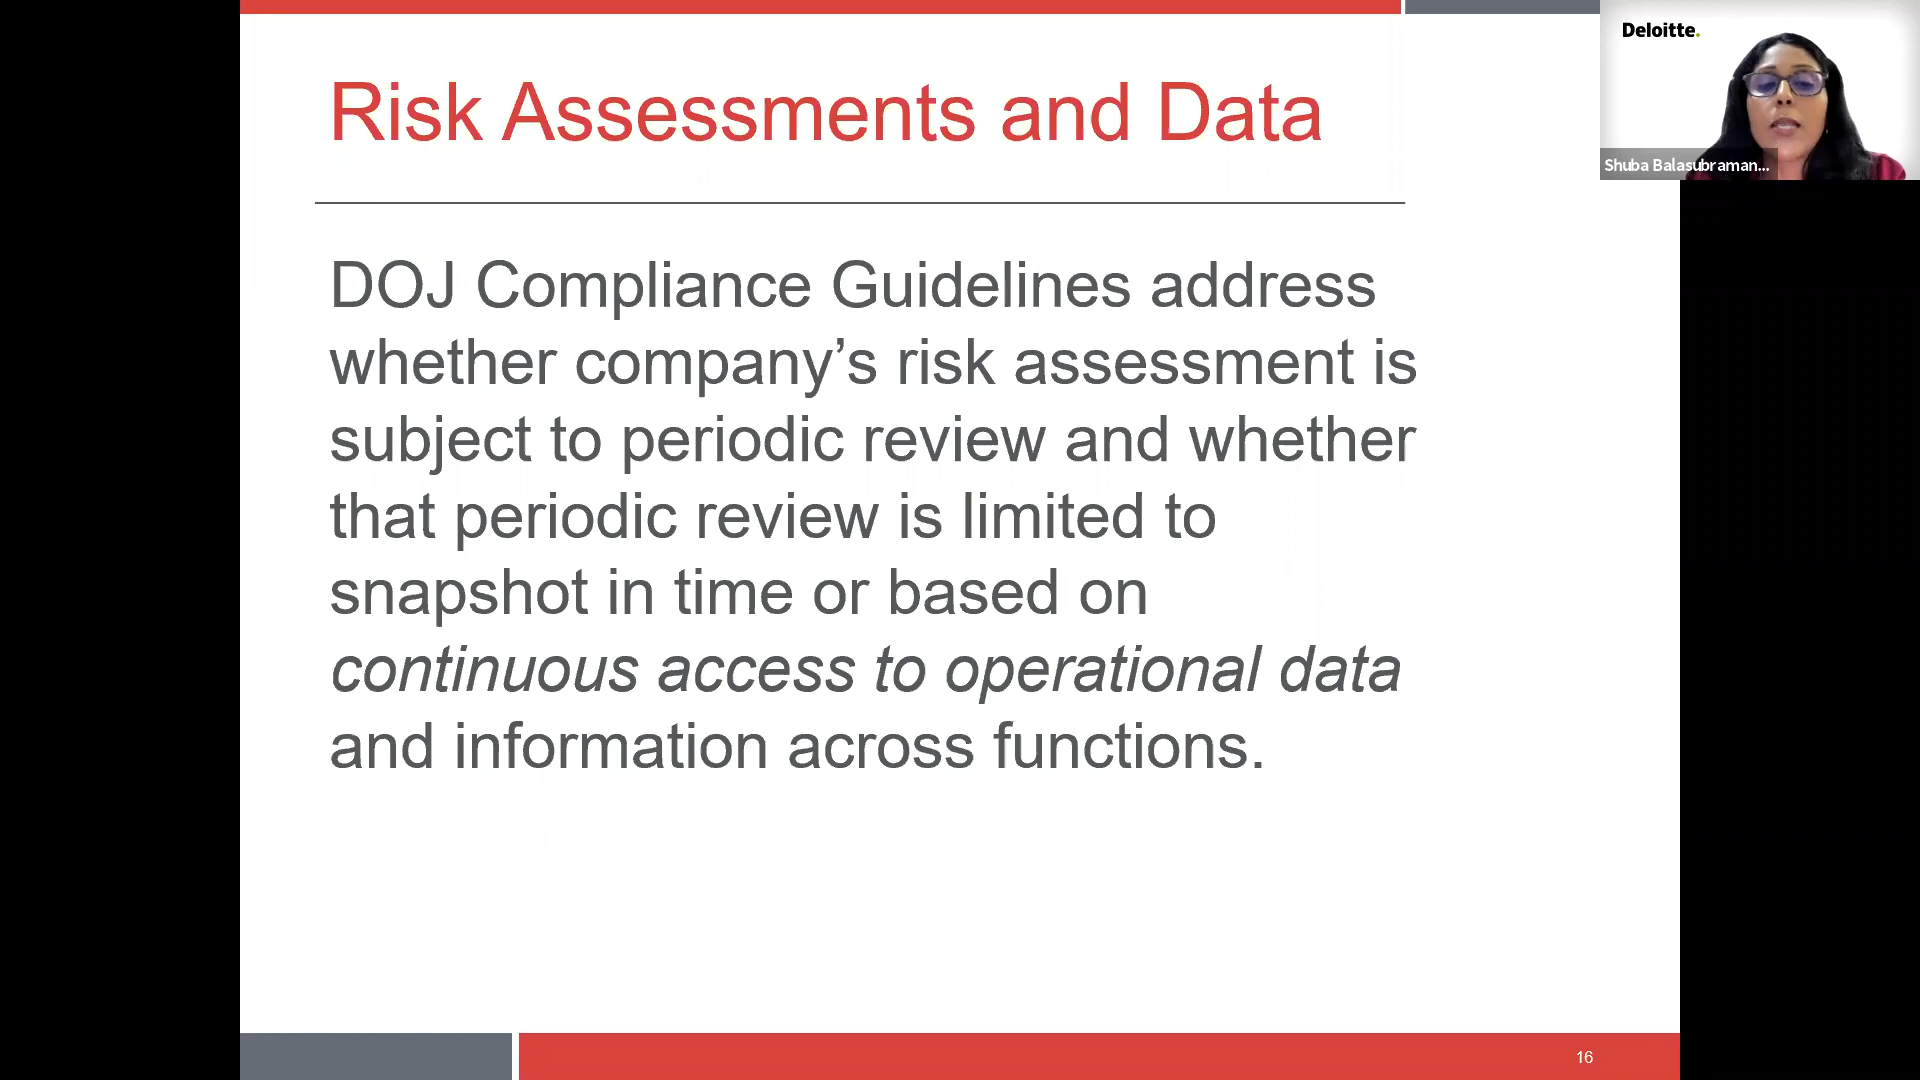 Risk Assessments and Data
DOJ Compliance Guidelines address
whether company’s risk assessment is
subject to periodic review and whether
that periodic review is limited to
snapshot in time or based on
continuous access to operational data
and information across functions.
16
Deloitte.
Shuba Balasubraman...